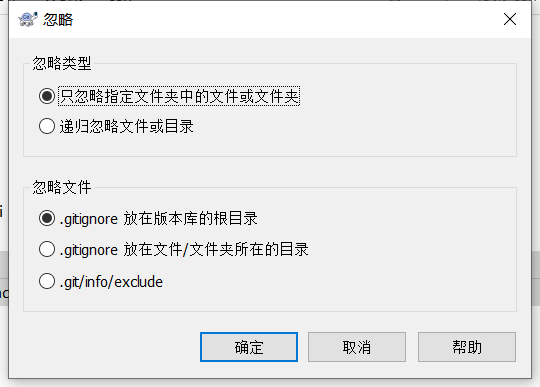 忽略
忽略类型
只忽略指定文件夹中的文件或文件夹
递归忽略文件或目录
忽略文件
.gitignore 放在版本库的根目录
.gitignore 放在文件/文件夹所在的目录
.git/info/exclude
确定
取消
帮助